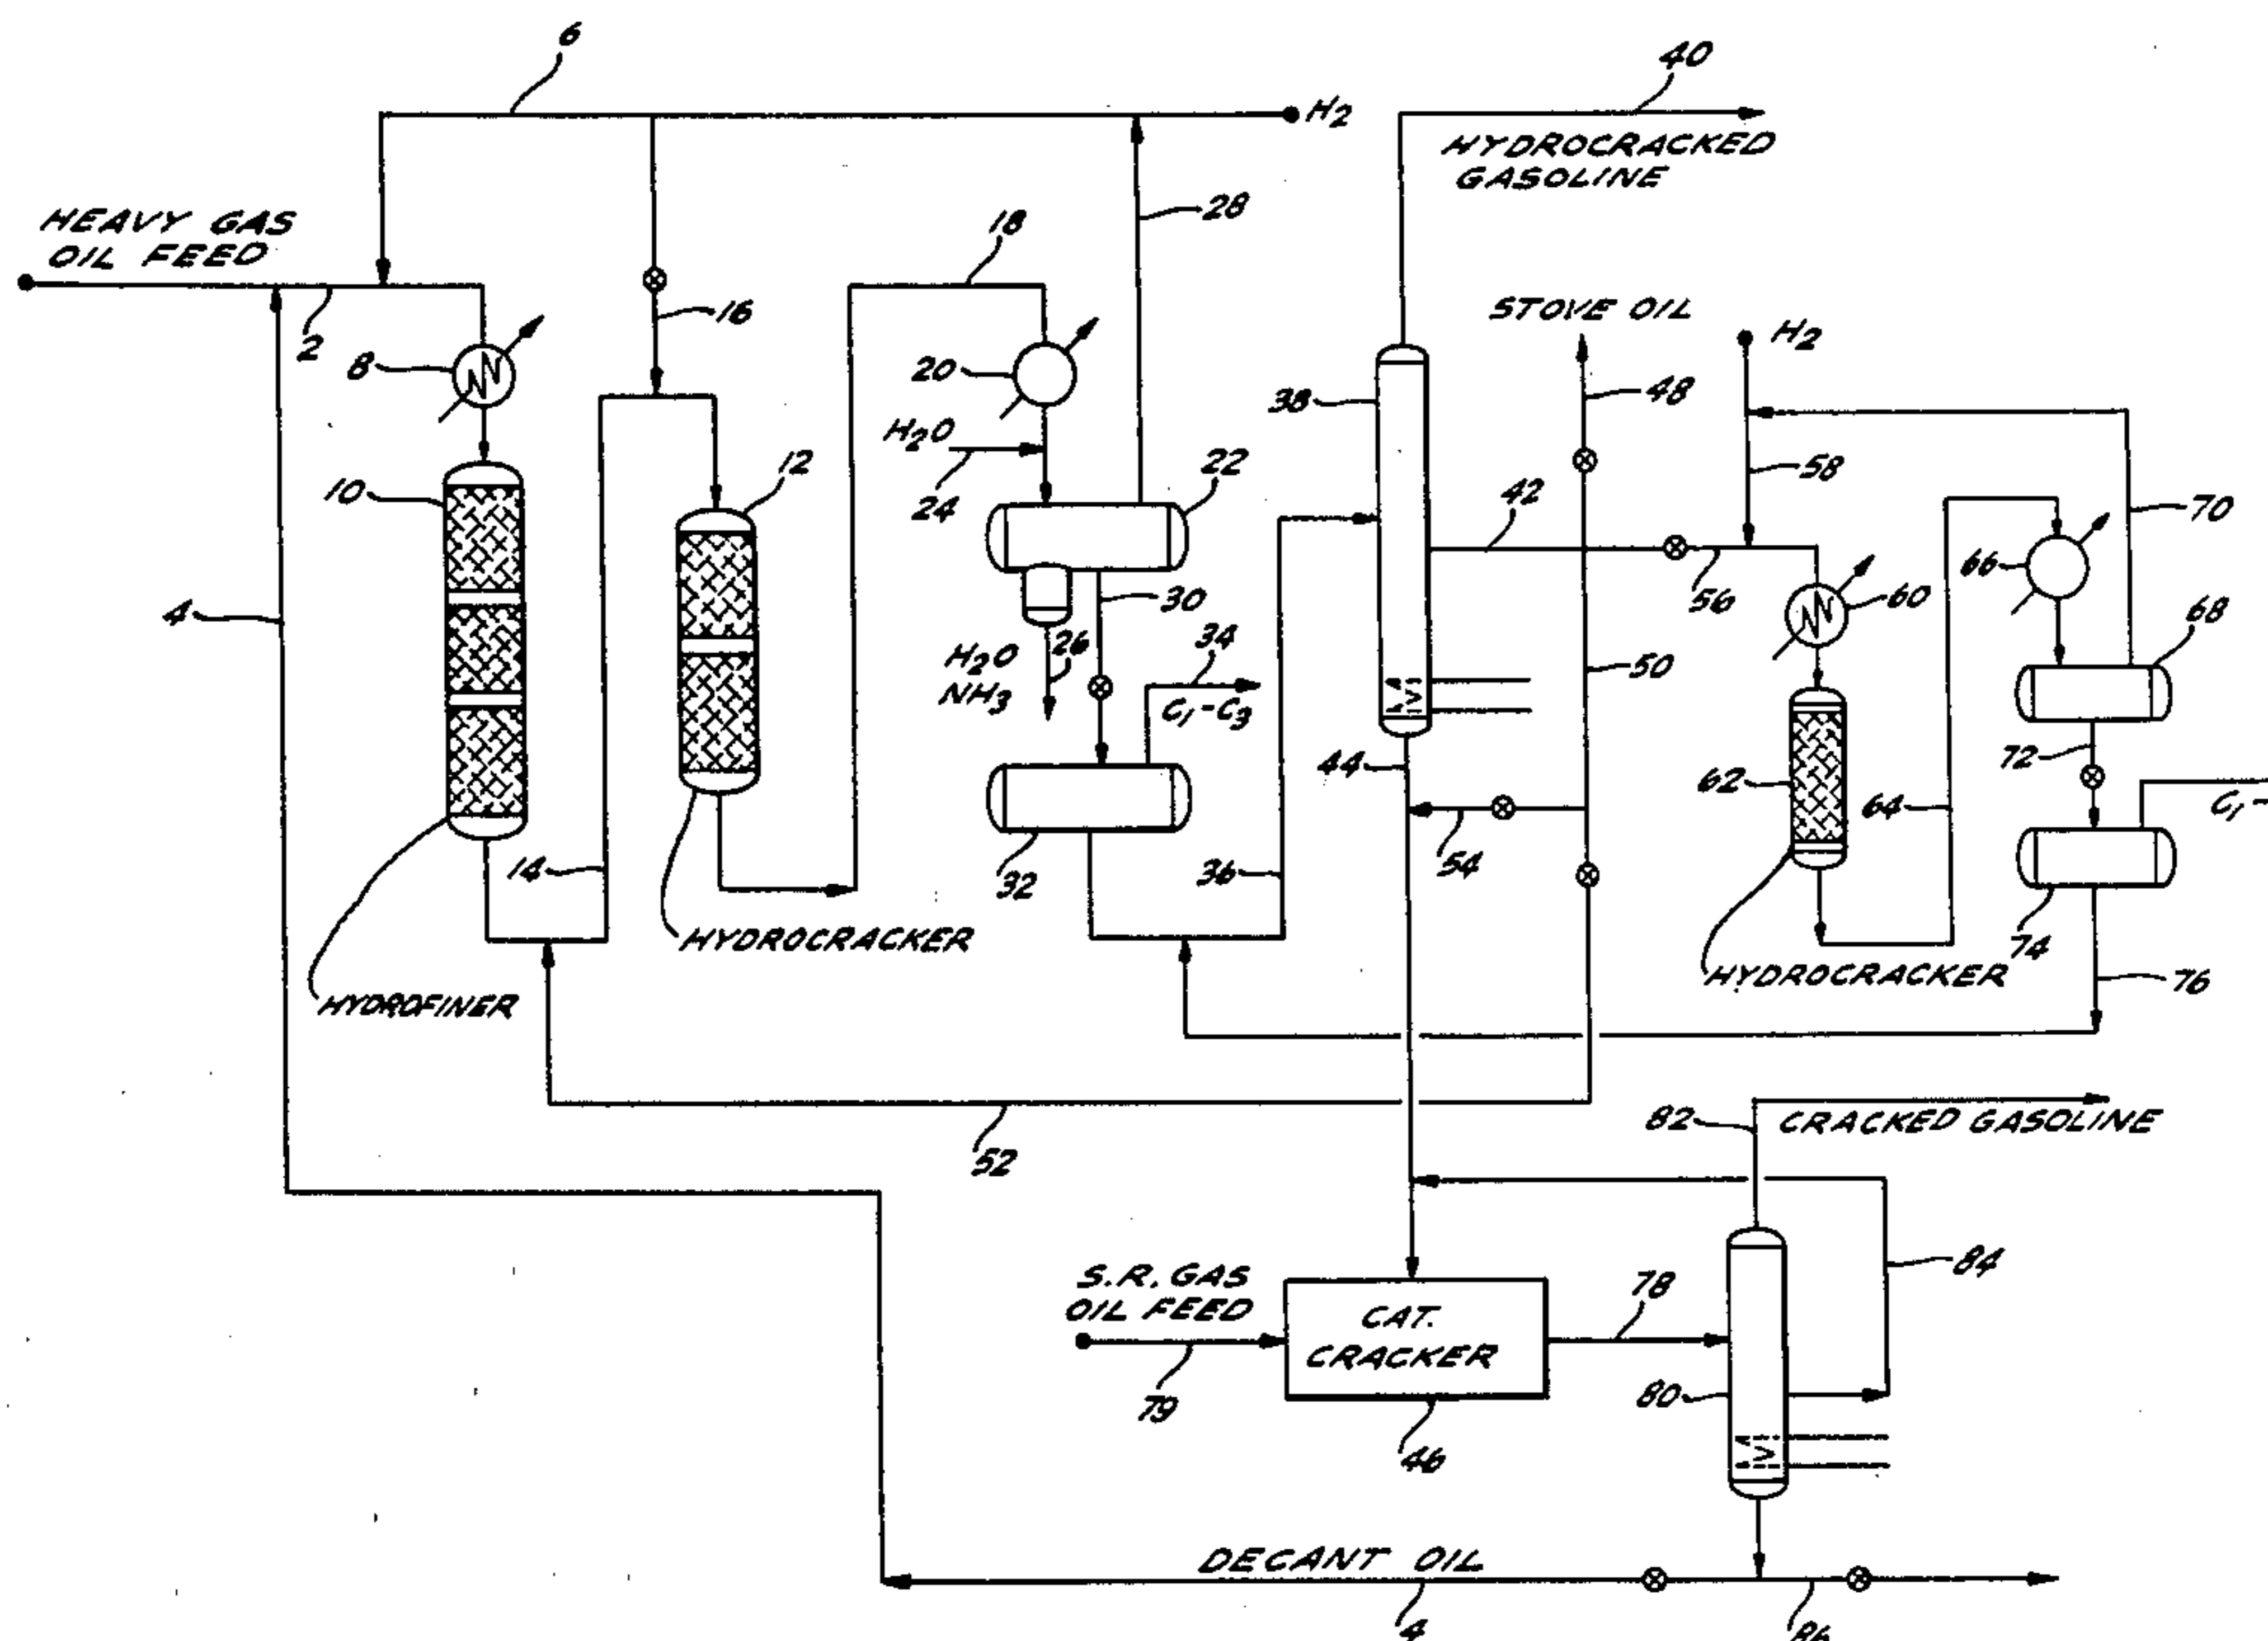 6
H2
40
HYDROCRACKED
GASOLINE
HEAVY GAS
OIL FEED
28
18
2
16
8
20
STOVE OIL
H2
48
38
H2O
24
22
12
10
42
58
70
66
56
60
68
4
30
26
H2O
NH3
34
C1-C3
50
44
72
62
64
C1-
54
14
32
36
74
HYDROCRACKER
HYDROCRACKER
76
HYDROFINER
82
CRACKED GASOLINE
52
84
S.R. GAS
OIL FEED
78
CAT.
CRACKER
79
80
46
DECANT OIL
4
86